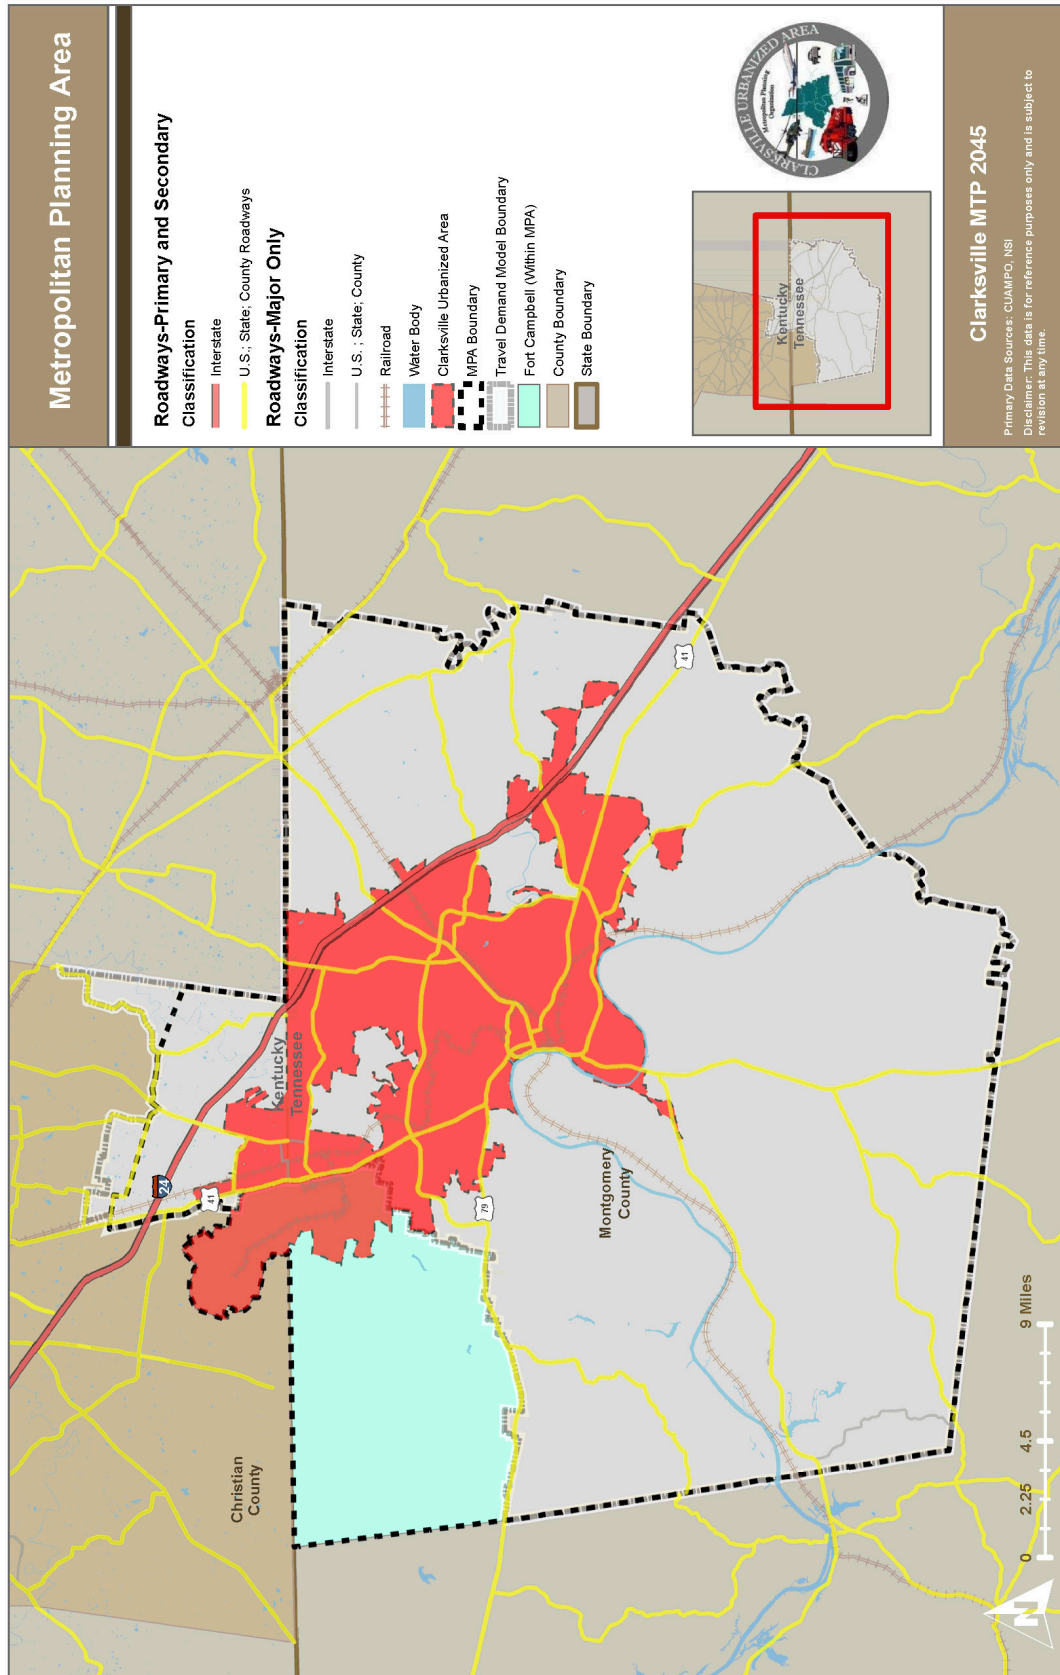 Metropolitan Planning Area
Roadways-Primary and Secondary
Classification
Interstate
U.S.; State; County Roadways
Roadways-Major Only
Classification
Interstate
U.S. ; State; County
Railroad
Water Body
Clarksville Urbanized Area
MPA Boundary
Travel Demand Model Boundary
Fort Campbell (Within MPA)
County Boundary
State Boundary
CLARKSVILLE URBANIZED AREA
Metropolitan Planning
Organization
Kentucky
Tennessee
Clarksville MTP 2045
Primary Data Sources: CUAMPO, NSI
Disclaimer: This data is for reference purposes only and is subject to
revision at any time.
Christian
County
24
41
Kentucky
Tennessee
79
41
Montgomery
County
0 2.25 4.5 9 Miles
N